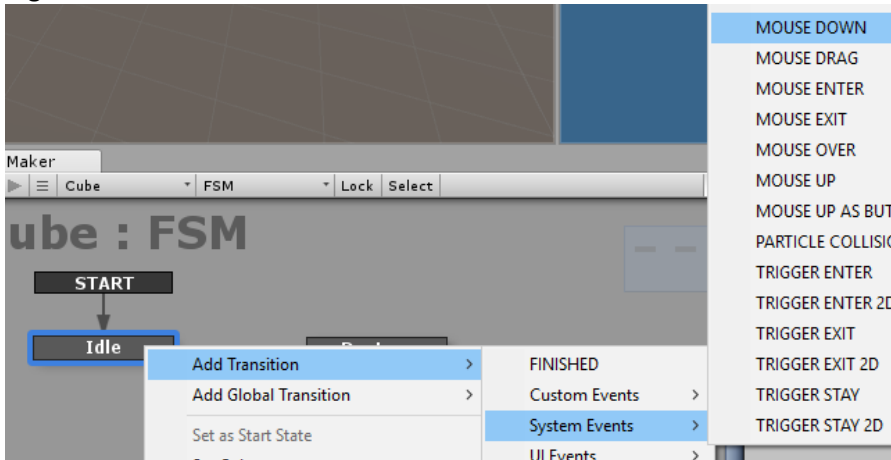 Maker
Cube FSM Lock Select
ube : FSM
START
Idle
Add Transition
Add Global Transition
Set as Start State
FINISHED
Custom Events
System Events
UI Events
MOUSE DOWN
MOUSE DRAG
MOUSE ENTER
MOUSE EXIT
MOUSE OVER
MOUSE UP
MOUSE UP AS BUT
PARTICLE COLLISIO
TRIGGER ENTER
TRIGGER ENTER 2D
TRIGGER EXIT
TRIGGER EXIT 2D
TRIGGER STAY
TRIGGER STAY 2D